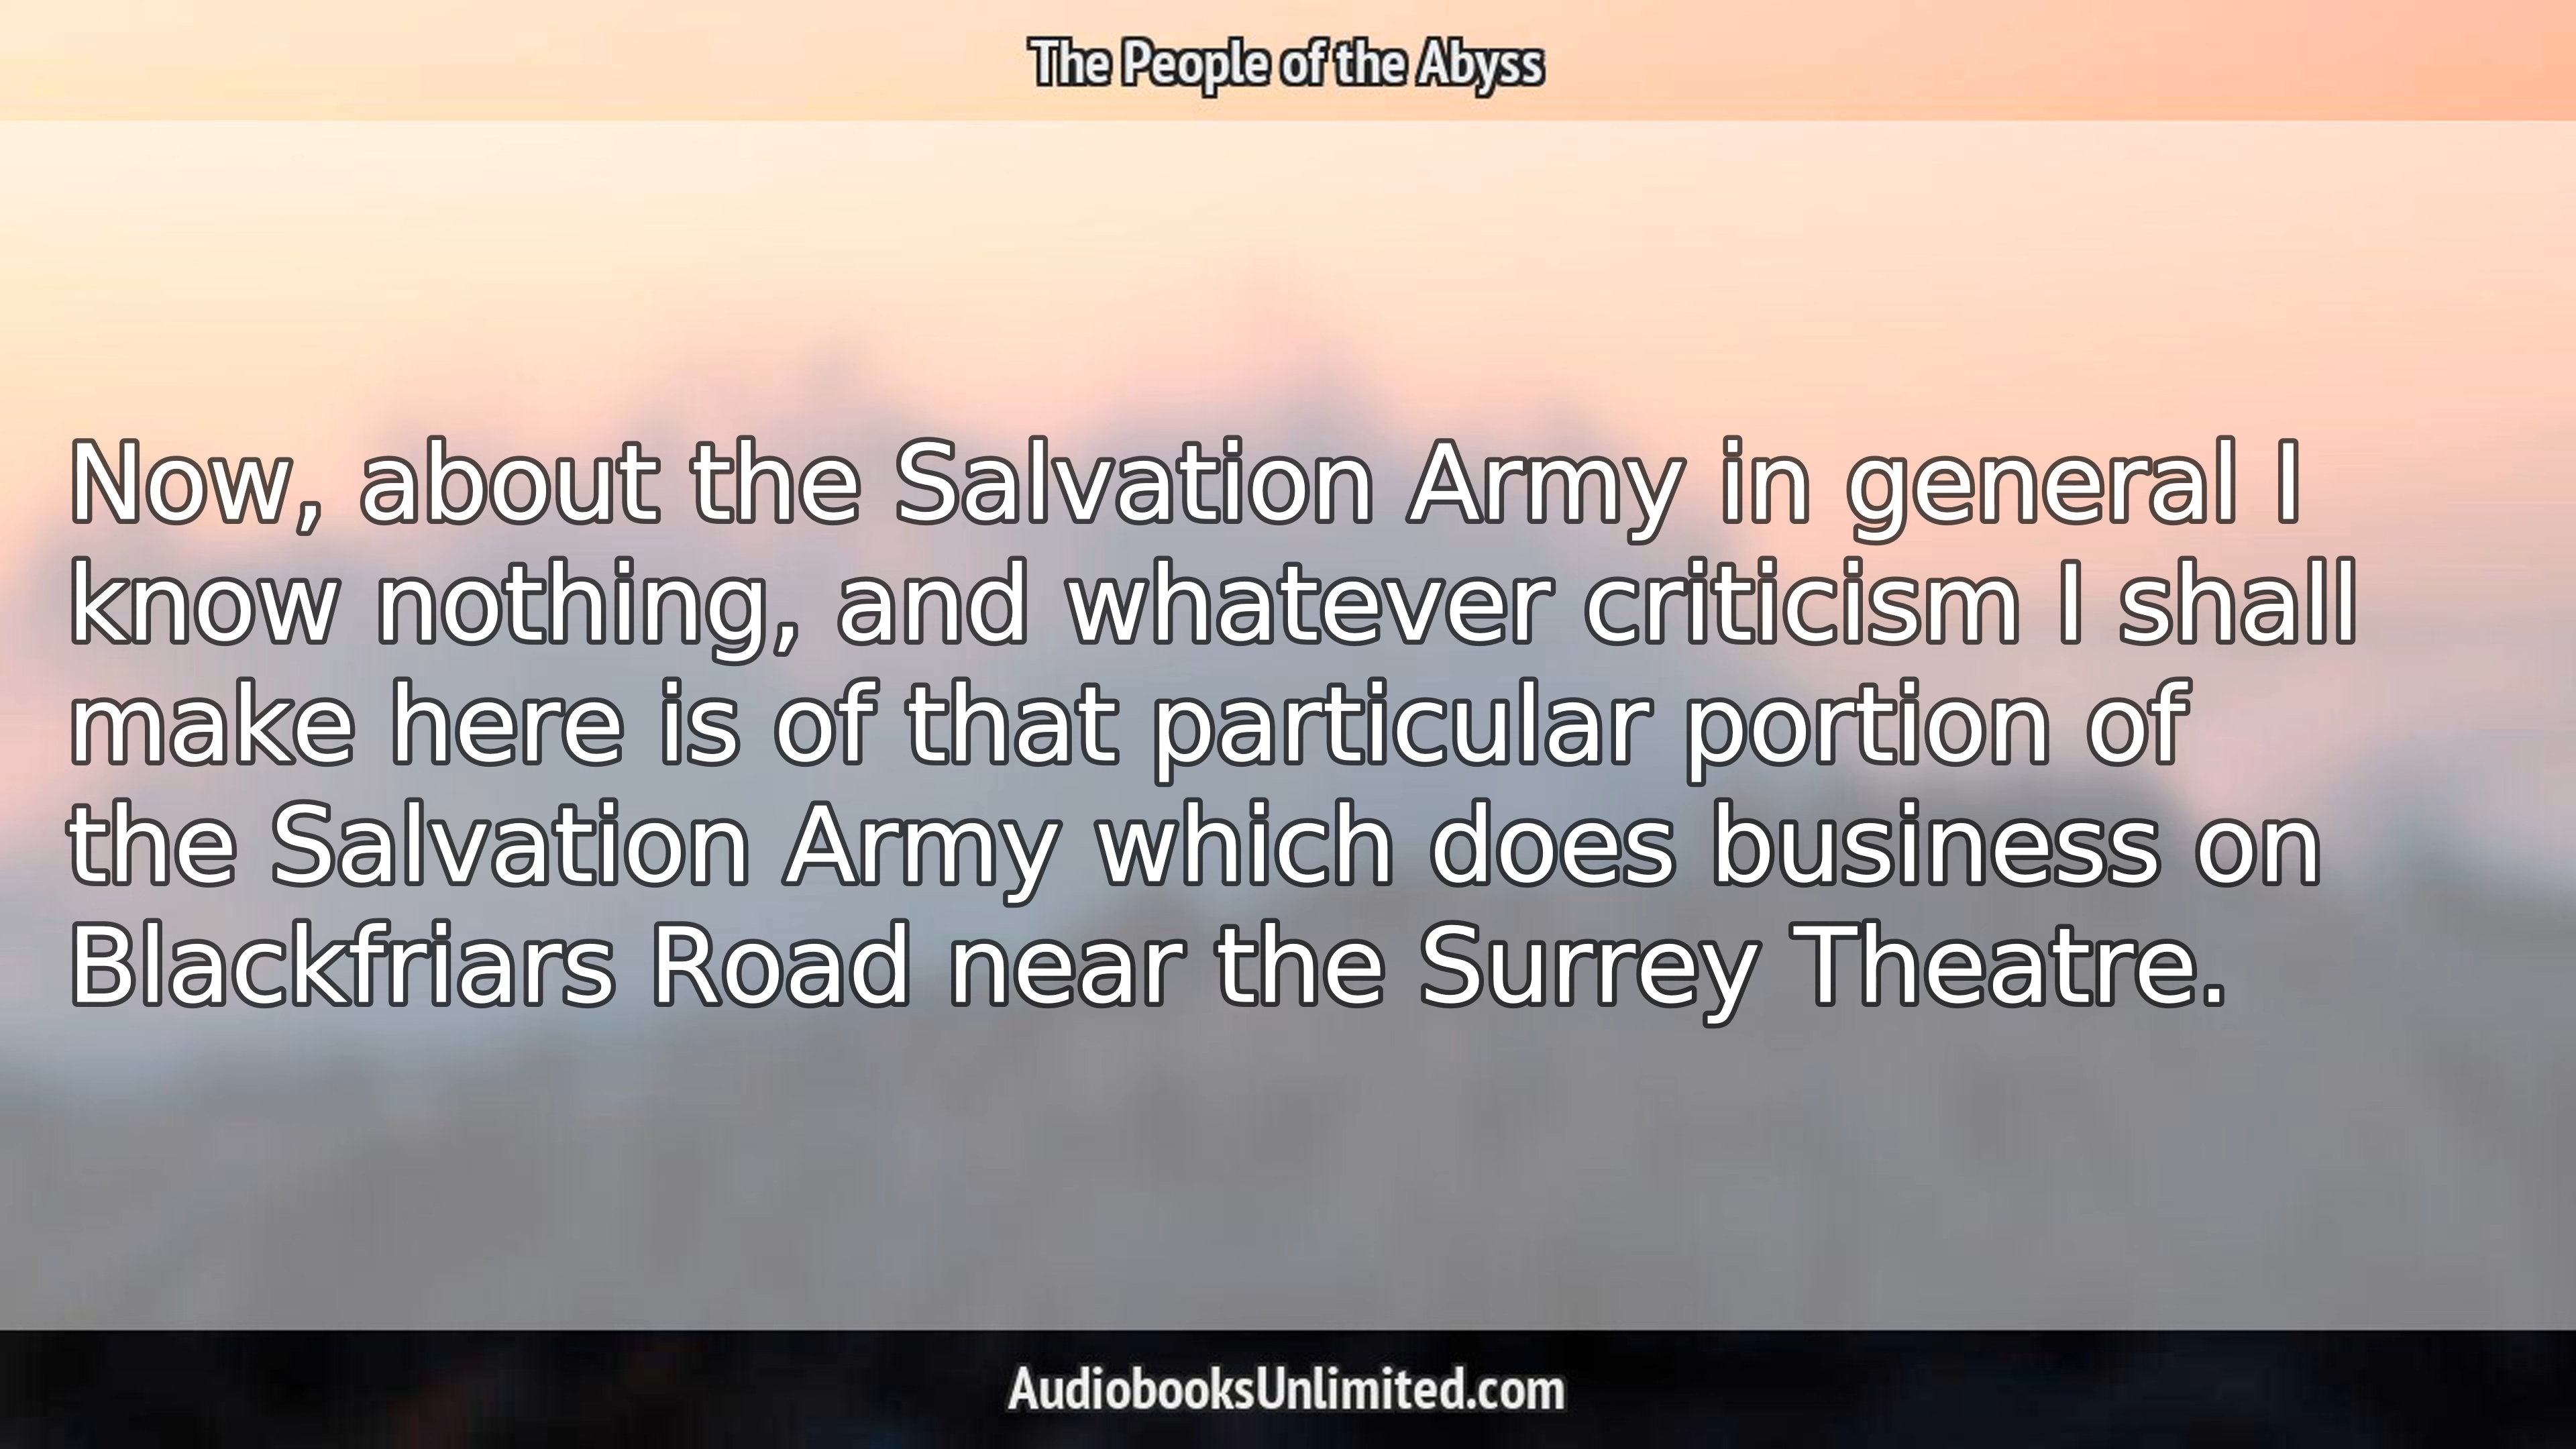 The People of the Abyss
Now, about the Salvation Army in general I
know nothing, and whatever criticism I shall
make here is of that particular portion of
the Salvation Army which does business on
Blackfriars Road near the Surrey Theatre.
AudiobooksUnlimited.com